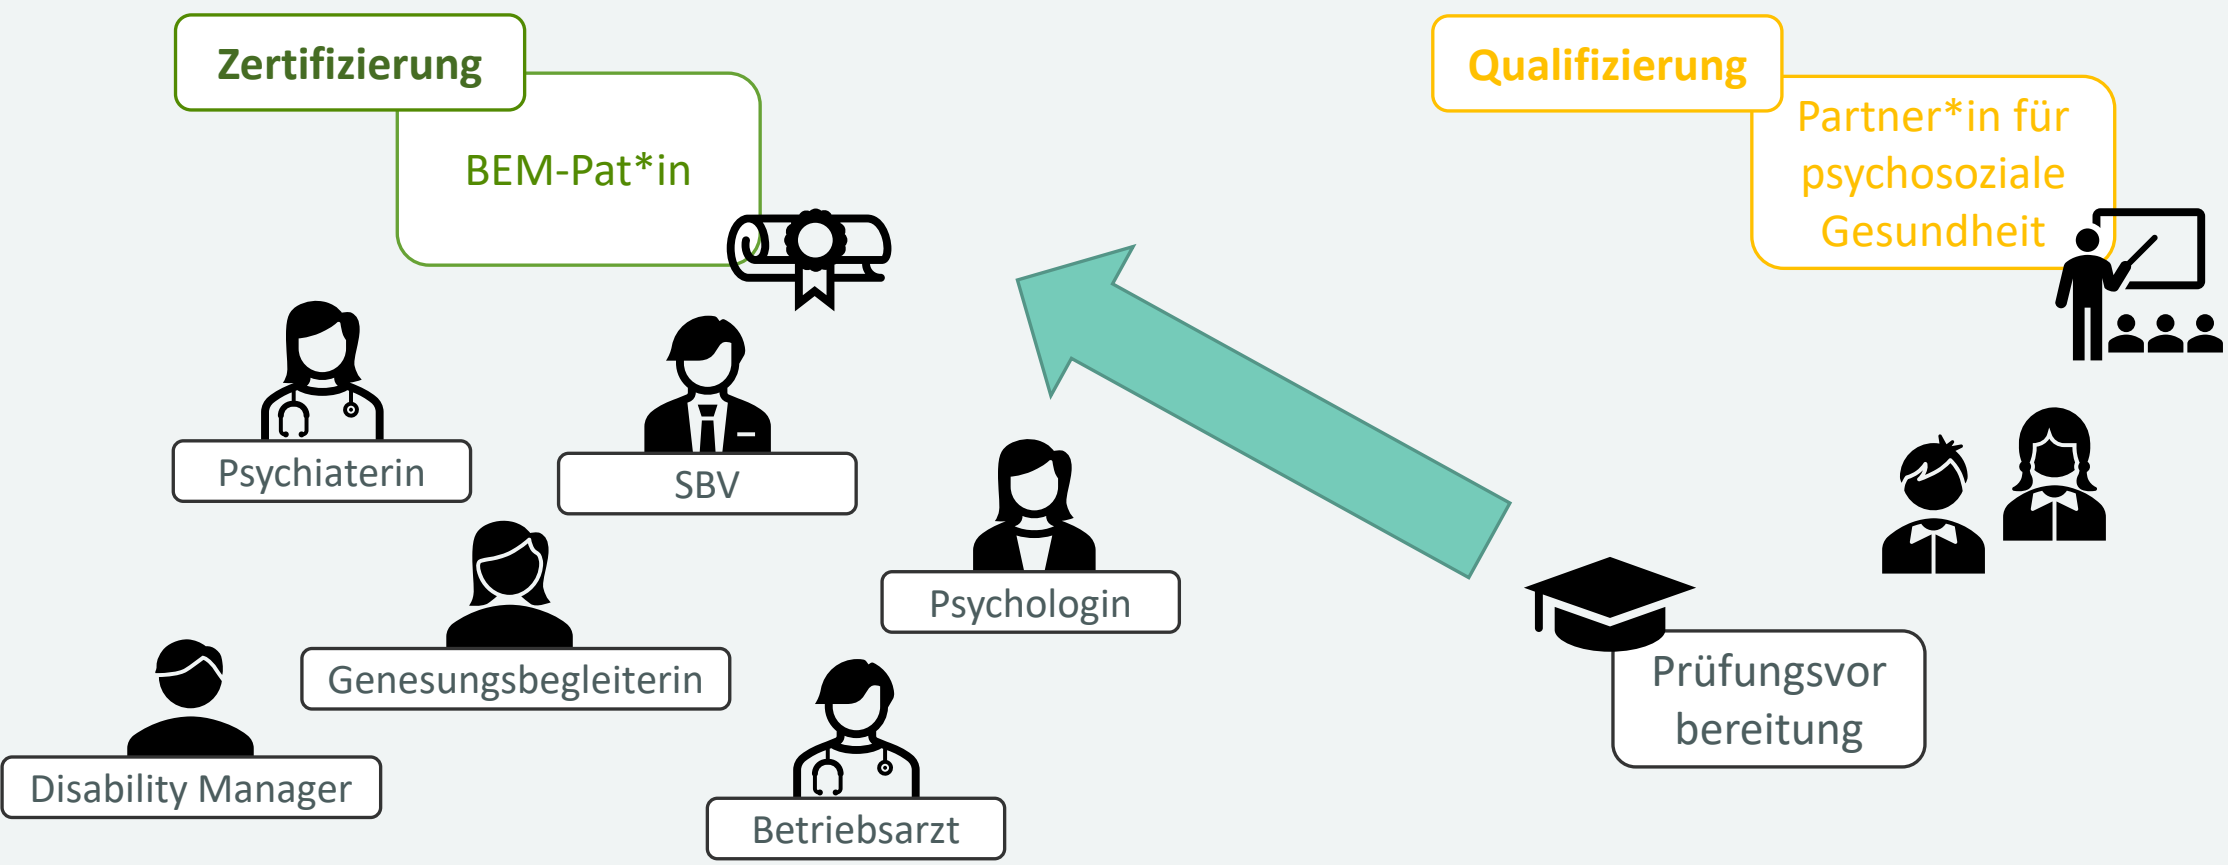 Zertifizierung
BEM-Pat*in
Qualifizierung
Partner*in für
psychosoziale
Gesundheit
Psychiaterin
SBV
Psychologin
Genesungsbegleiterin
Disability Manager
Betriebsarzt
Prüfungsvor
bereitung